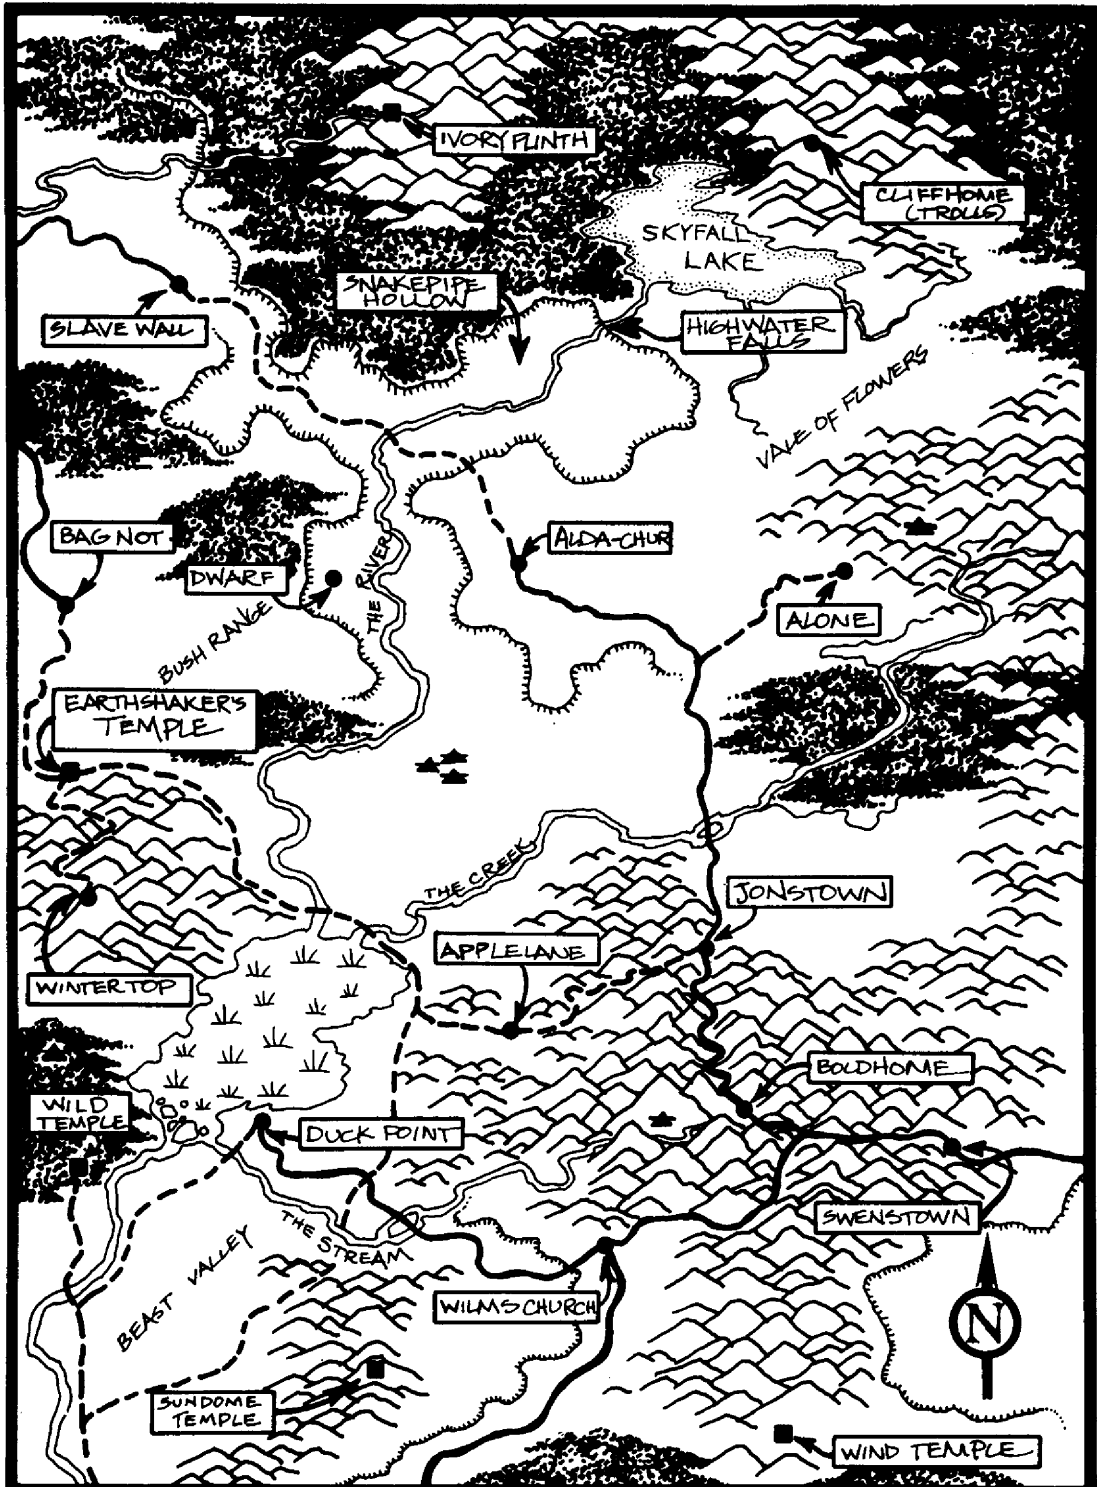 IVORY PLINTH
CLIFFHOME
(TROLLS)
SKYFALL
LAKE
SNAKEPIPE
HOLLOW
SLAVE WALL
HIGHWATER
FALLS
VALE OF FLOWERS
BAGNOT
ALDA-CHUR
DWARF
THE RIVER
BUSH RANGE
ALONE
EARTHSHAKER'S
TEMPLE
THE CREEK
JONSTOWN
APPLELANE
WINTERTOP
BOLDHOME
WILD
TEMPLE
DUCK POINT
SWENSTOWN
THE STREAM
BEAST VALLEY
WILMS CHURCH
N
SUNDOME
TEMPLE
WIND TEMPLE